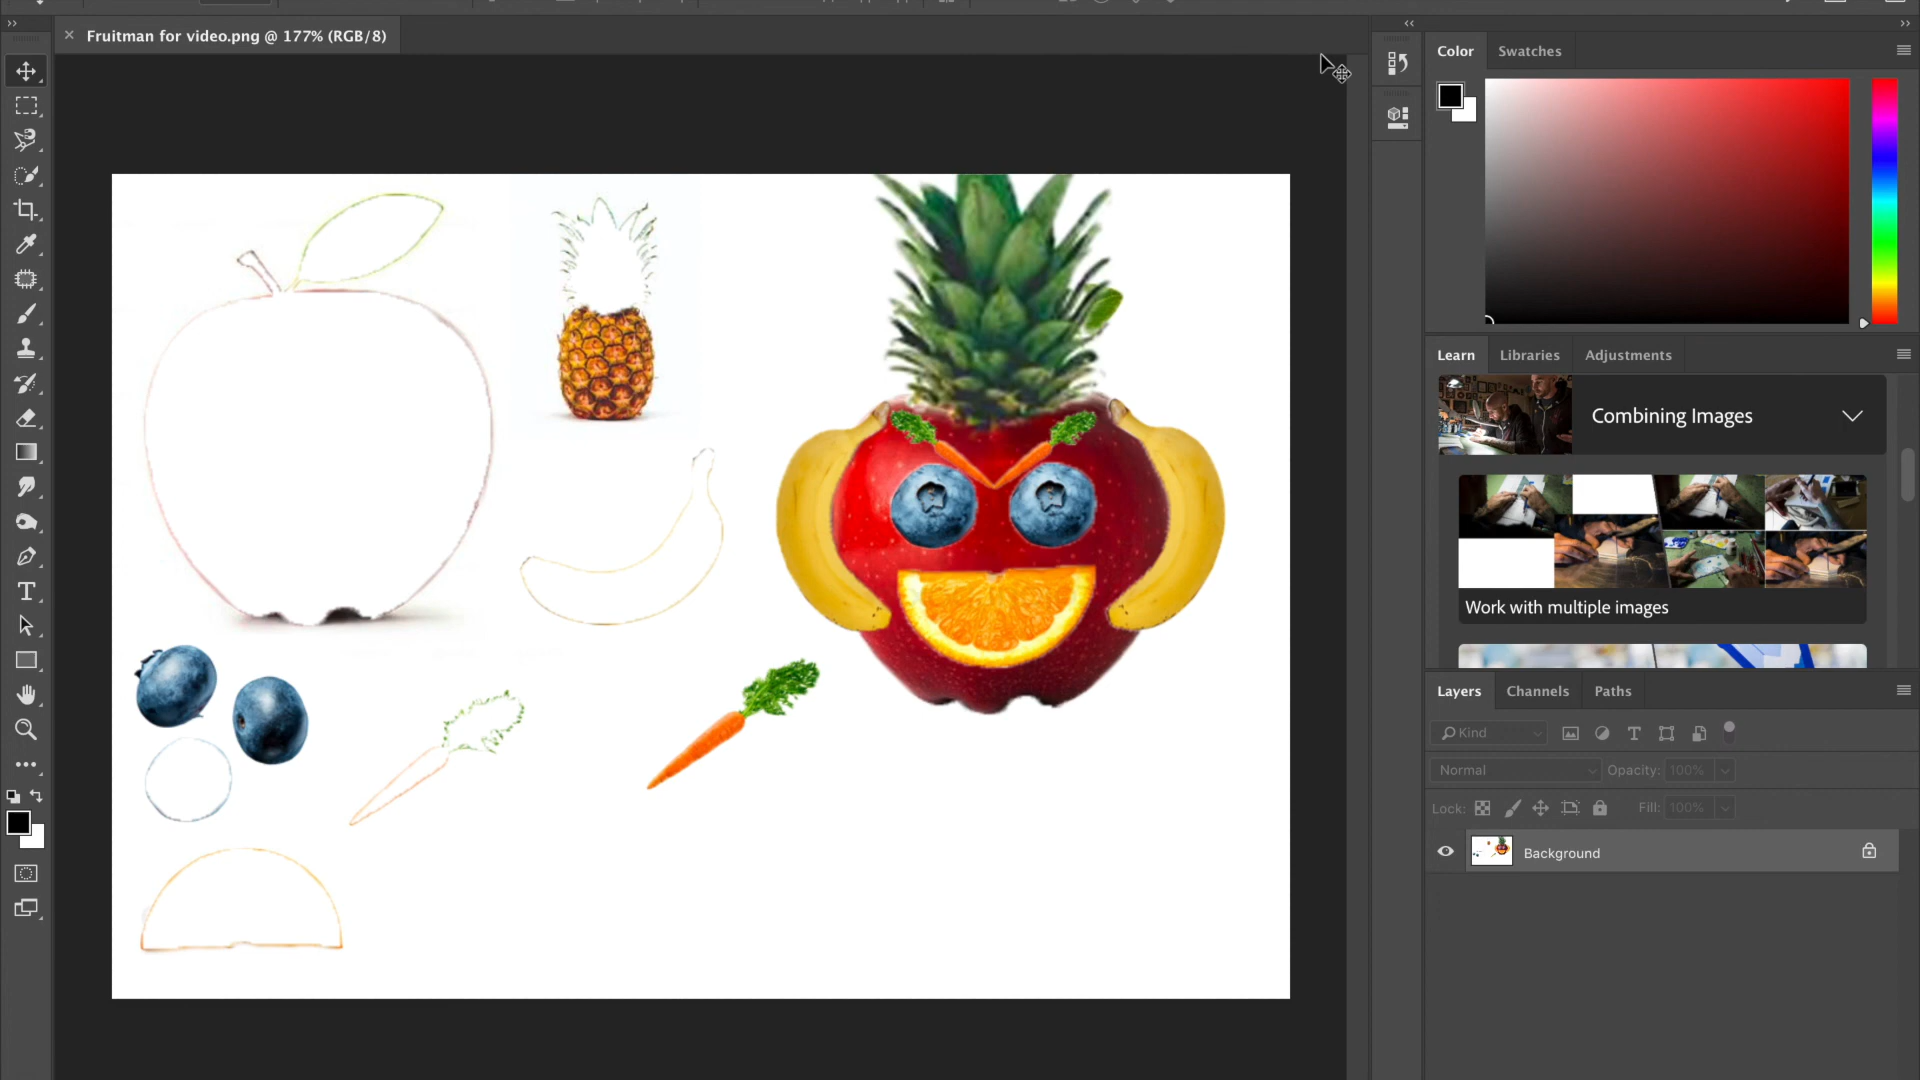 Fruitman for video.png @ 177% (RGB/8)
Color
Swatches
Learn
Libraries
Adjustments
Combining Images
Work with multiple images
Layers
Channels
Paths
Kind
Normal
Opacity: 100%
Lock:
Fill: 100%
Background